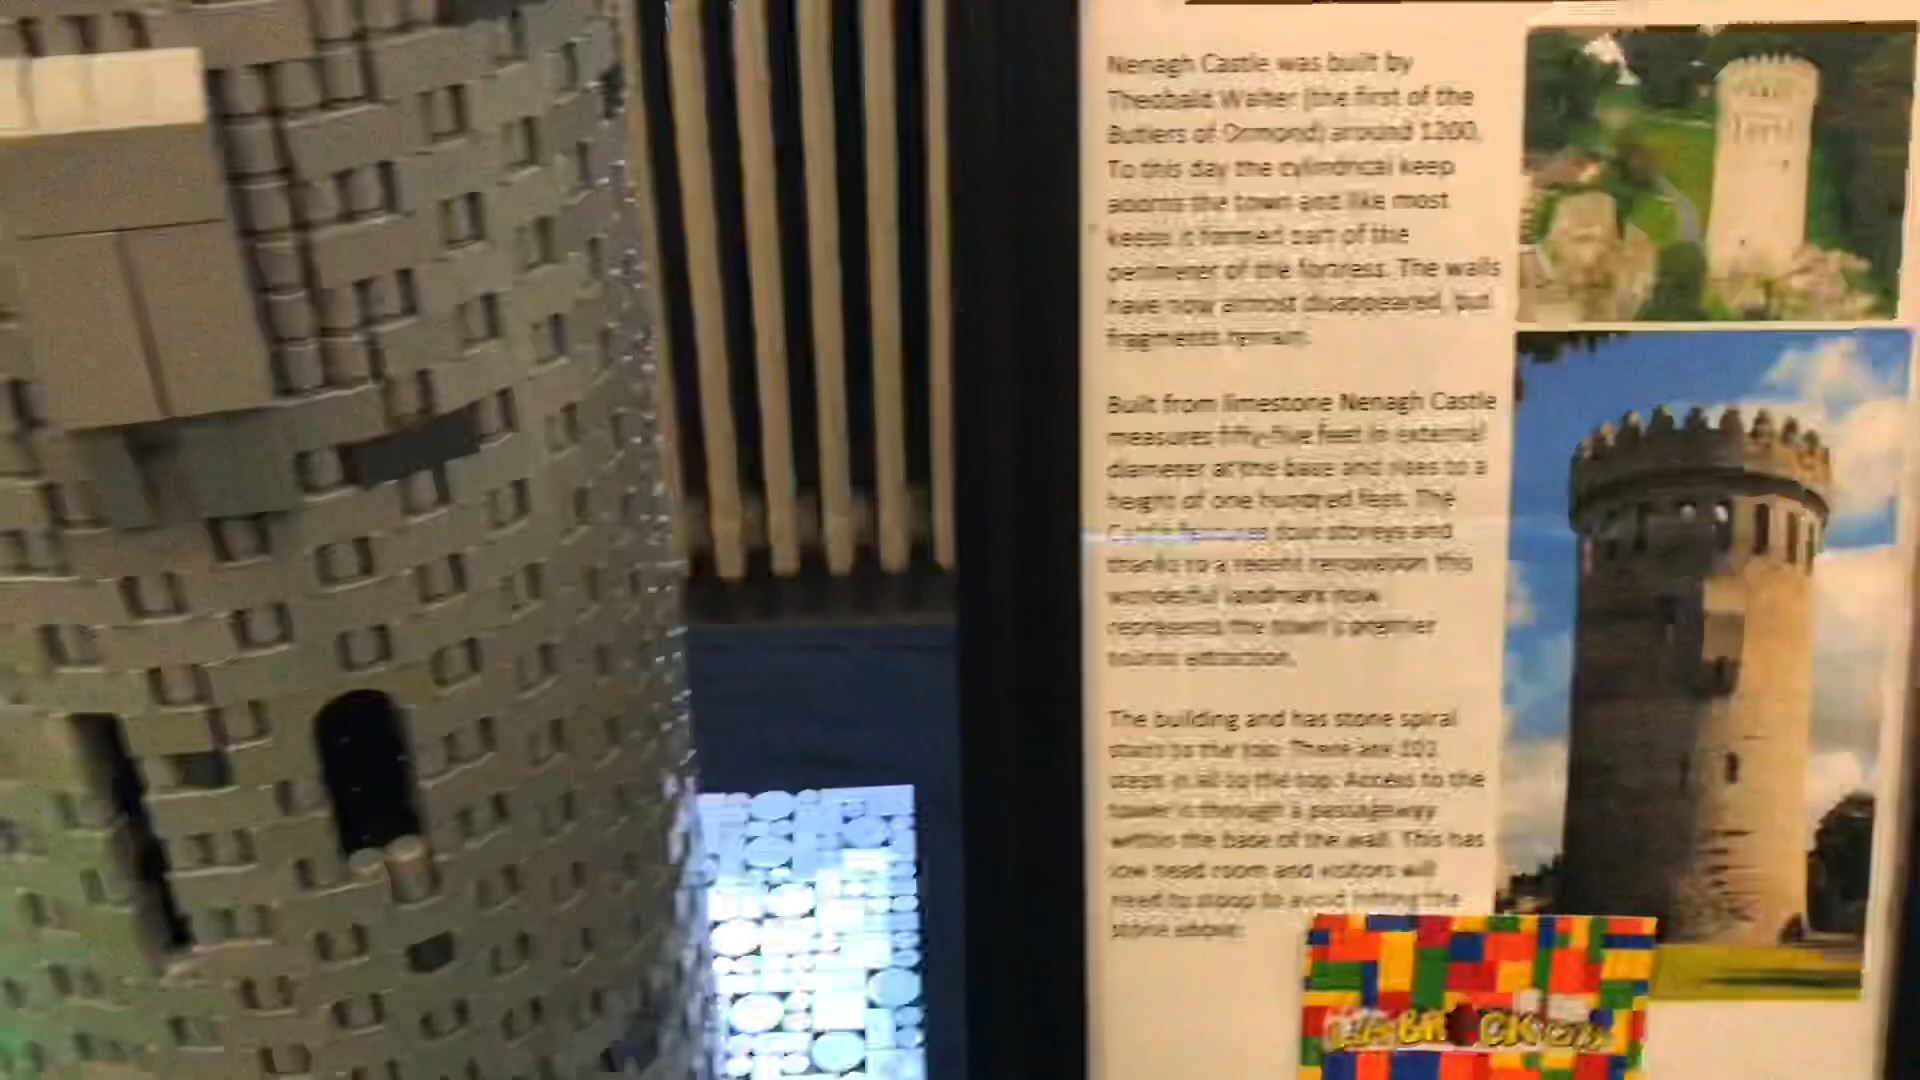 Nenagh Castle was built by
Theobald Walter (the first of the
Butlers of Ormond) around 1200.
To this day the cylindrical keep
adorns the town and like most
keeps it formed part of the
perimeter of the fortress. The walls
have now almost disappeared, but
fragments remain.
Built from limestone Nenagh Castle
measures fifty-five feet in external
diameter at the base and rises to a
height of one hundred feet. The
Castle features four storeys and
thanks to a recent renovation this
wonderful landmark now
represents the town's premier
tourist attraction.
The building and has stone spiral
stairs to the top. There are 101
steps in all to the top. Access to the
tower is through a passageway
within the base of the wall. This has
low head room and visitors will
need to stoop to avoid hitting the
stone above.